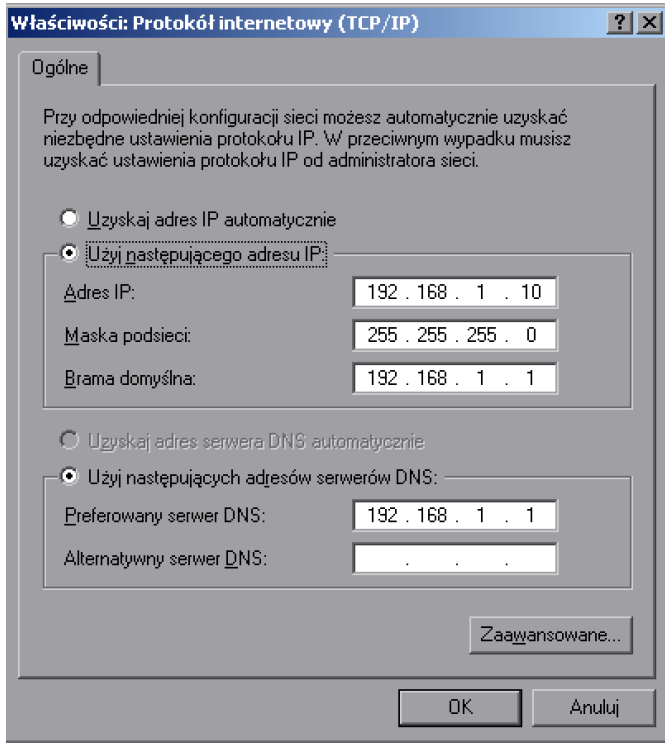 Właściwości: Protokół internetowy (TCP/IP)
Ogólne
Przy odpowiedniej konfiguracji sieci możesz automatycznie uzyskać
niezbędne ustawienia protokołu IP. W przeciwnym wypadku musisz
uzyskać ustawienia protokołu IP od administratora sieci.
Uzyskaj adres IP automatycznie
Użyj następującego adresu IP:
Adres IP: 192 . 168 . 1 . 10
Maska podsieci: 255 . 255 . 255 . 0
Brama domyślna: 192 . 168 . 1 . 1
Uzyskaj adres serwera DNS automatycznie
Użyj następujących adresów serwerów DNS:
Preferowany serwer DNS: 192 . 168 . 1 . 1
Alternatywny serwer DNS: . . .
Zaawansowane...
OK Anuluj